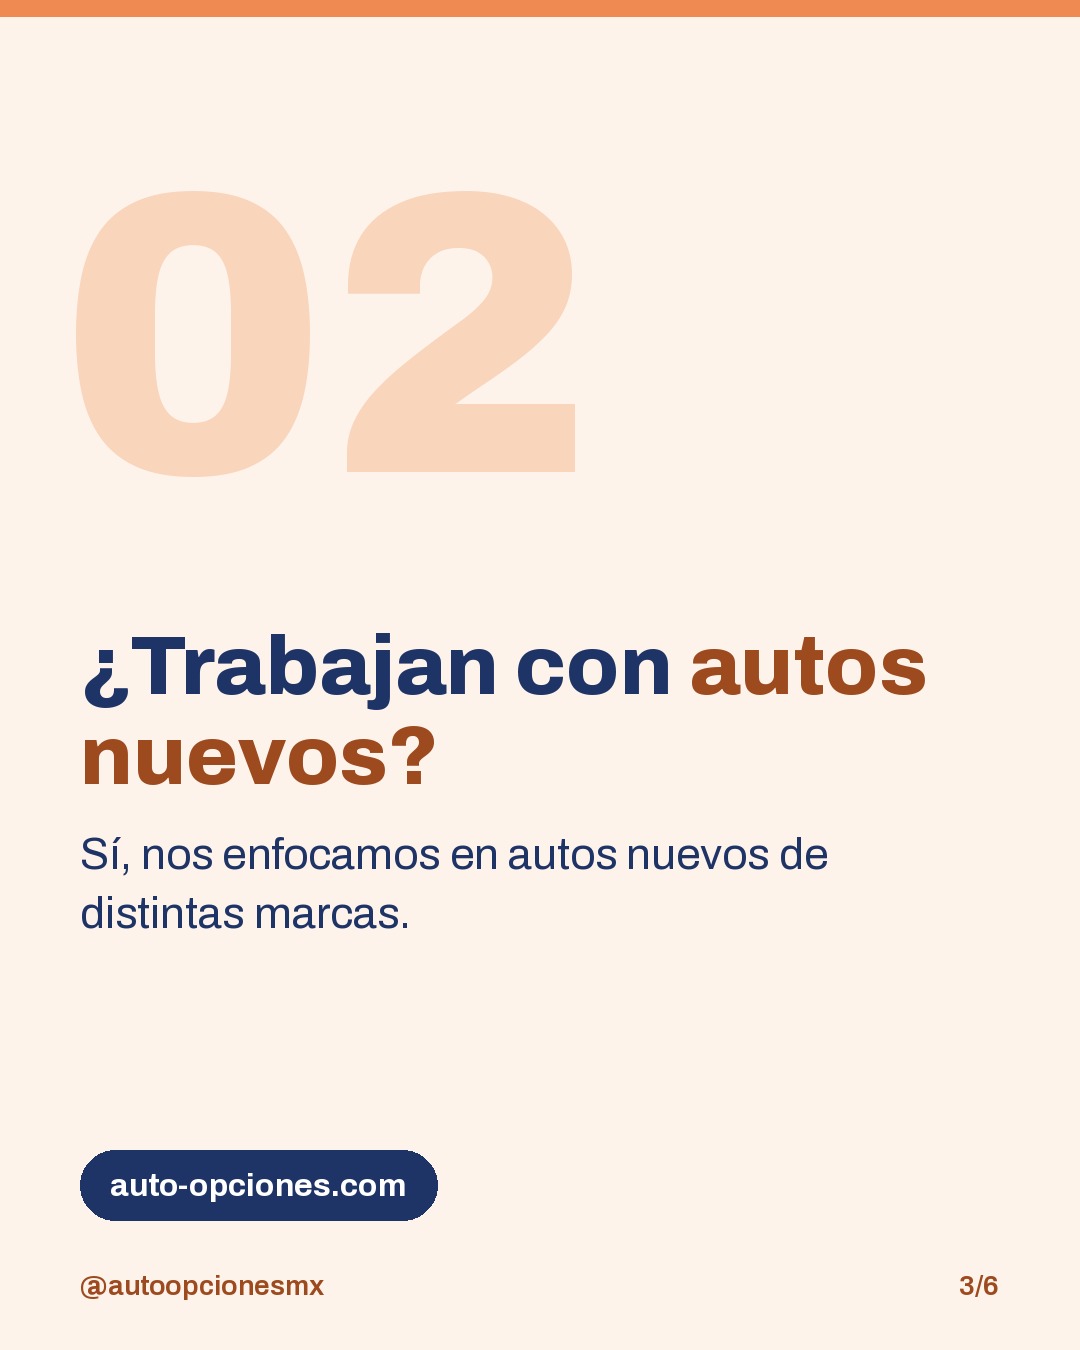 02
¿Trabajan con autos
nuevos?
Sí, nos enfocamos en autos nuevos de
distintas marcas.
auto-opciones.com
@autoopcionesmx
3/6